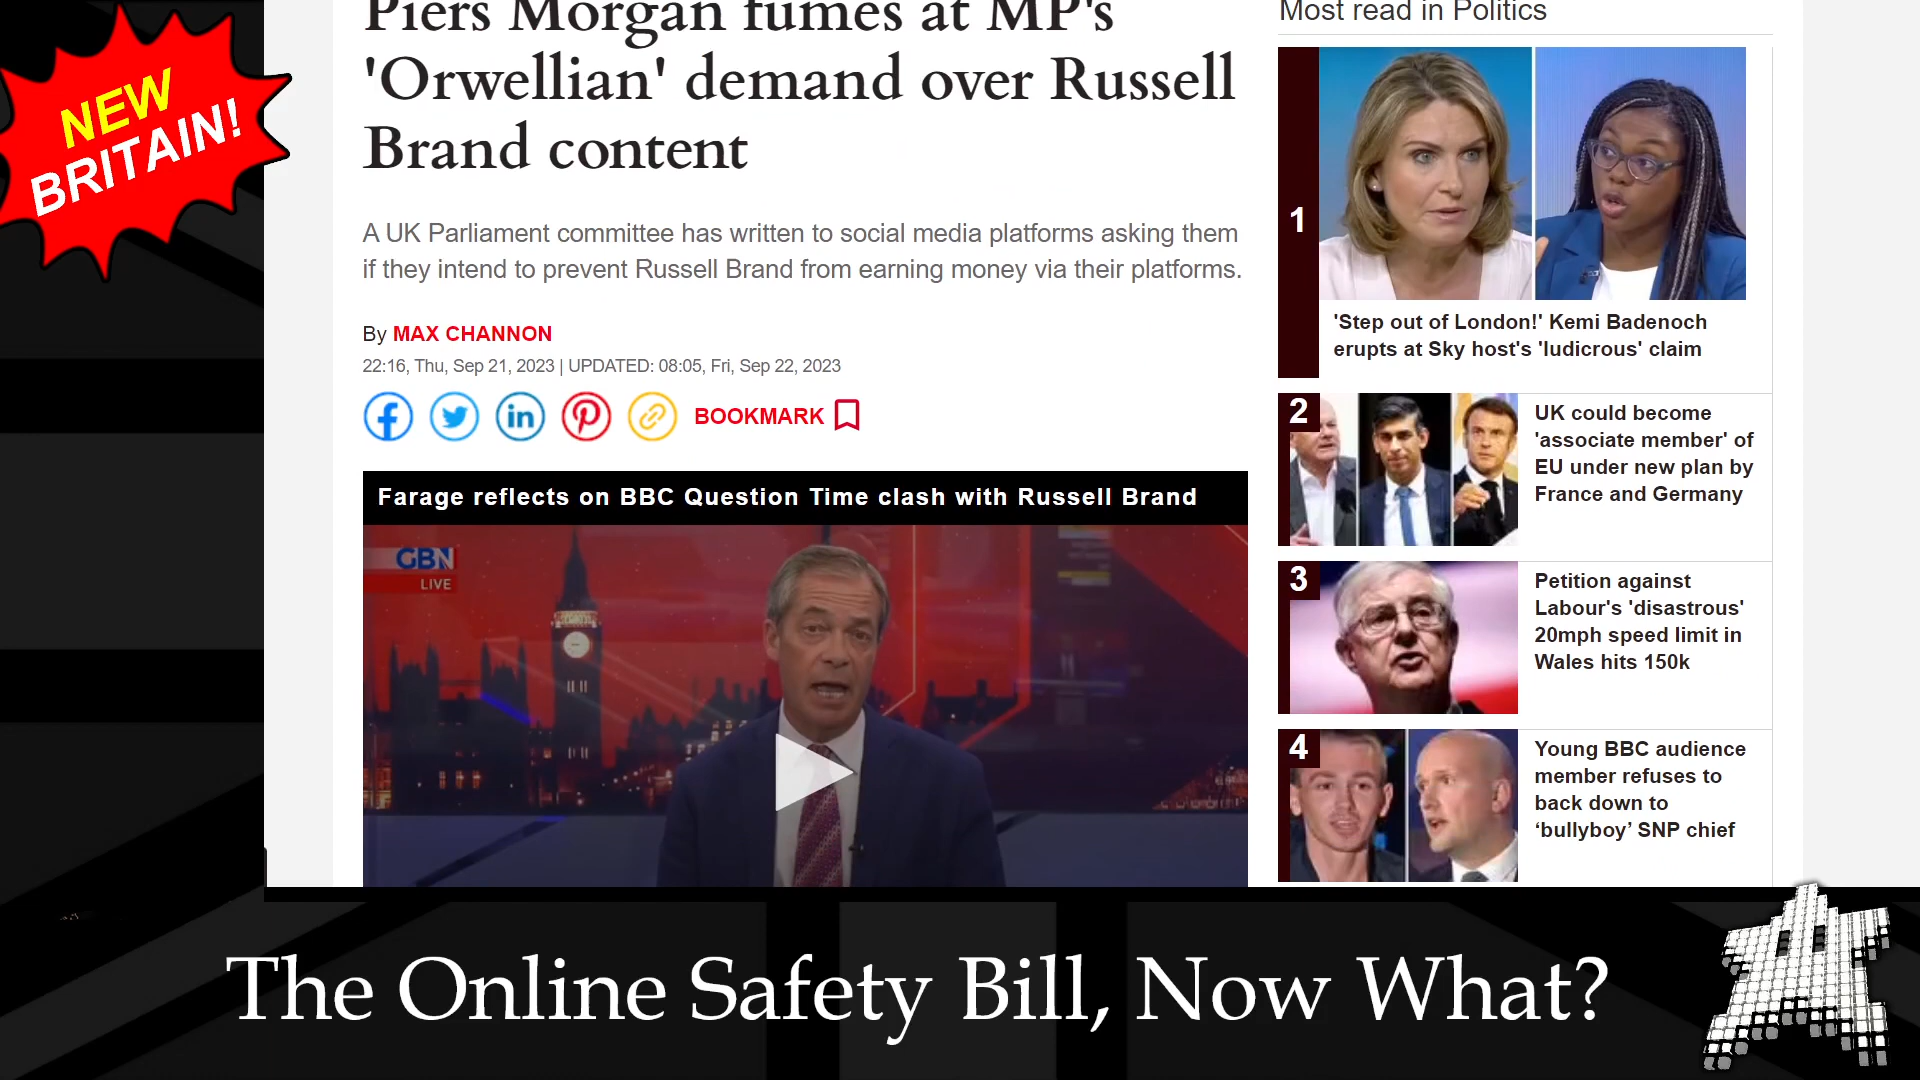 NEW
BRITAIN!
Piers Morgan fumes at MP's
'Orwellian' demand over Russell
Brand content
A UK Parliament committee has written to social media platforms asking them
if they intend to prevent Russell Brand from earning money via their platforms.
By MAX CHANNON
22:16, Thu, Sep 21, 2023 | UPDATED: 08:05, Fri, Sep 22, 2023
BOOKMARK
Farage reflects on BBC Question Time clash with Russell Brand
GBN
LIVE
Most read in Politics
1
'Step out of London!' Kemi Badenoch
erupts at Sky host's 'ludicrous' claim
2
UK could become
'associate member' of
EU under new plan by
France and Germany
3
Petition against
Labour's 'disastrous'
20mph speed limit in
Wales hits 150k
4
Young BBC audience
member refuses to
back down to
‘bullyboy’ SNP chief
The Online Safety Bill, Now What?